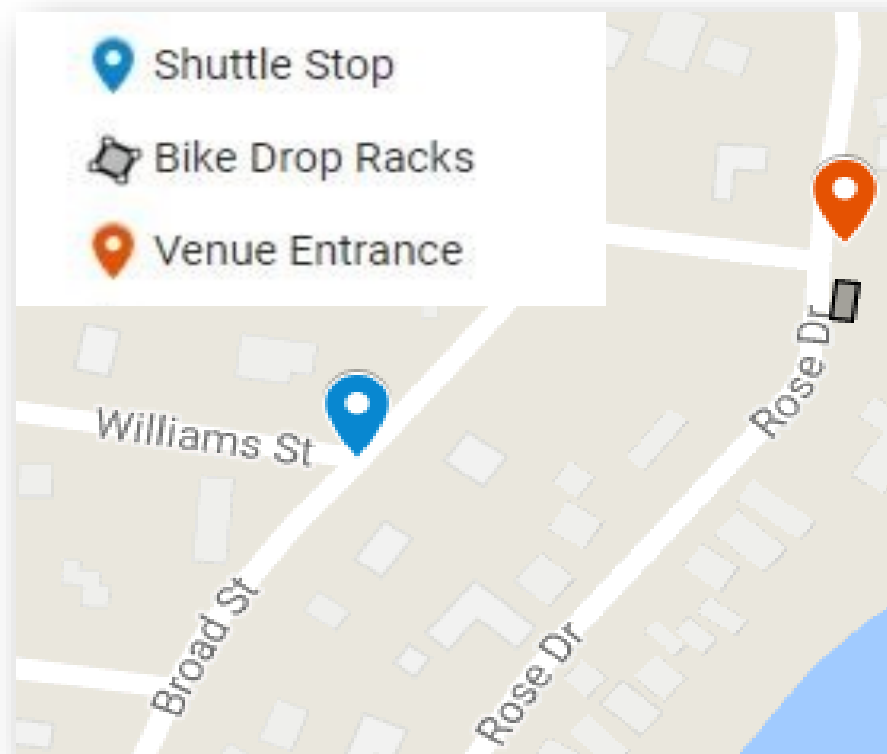 Shuttle Stop
Bike Drop Racks
Venue Entrance
Rose Dr
Williams St
Broad St
Rose Dr